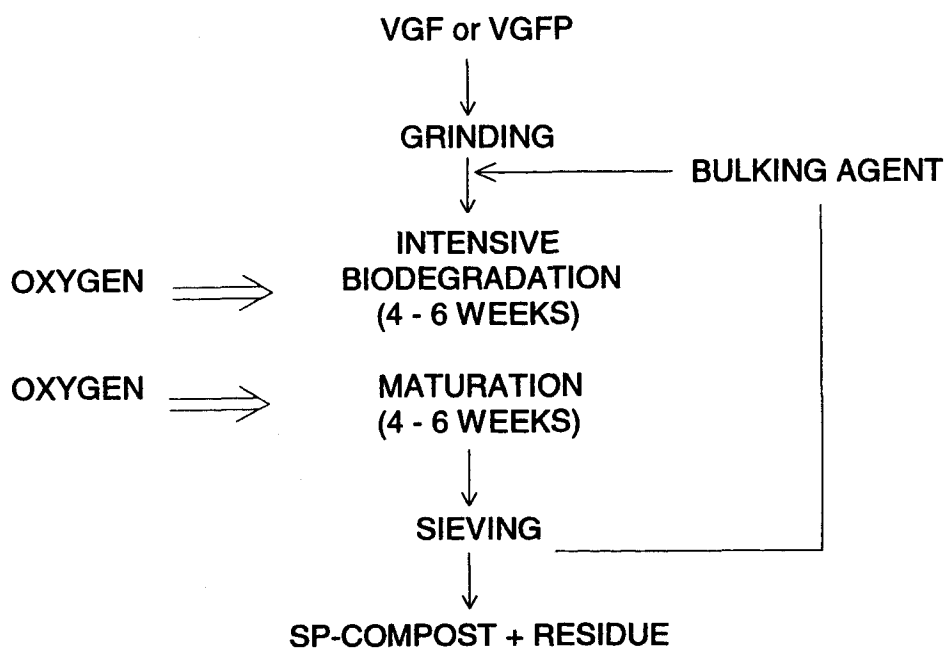 VGF or VGFP
GRINDING
BULKING AGENT
INTENSIVE
BIODEGRADATION
(4 - 6 WEEKS)
OXYGEN
MATURATION
(4 - 6 WEEKS)
OXYGEN
SIEVING
SP-COMPOST + RESIDUE